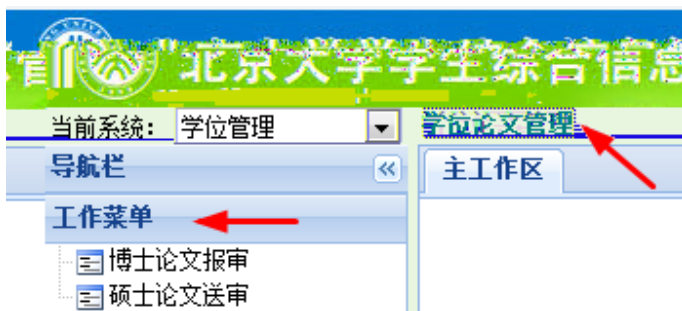 北京大学学生综合信息
当前系统： 学位管理 学位论文管理
导航栏 主工作区
工作菜单
博士论文报审
硕士论文送审